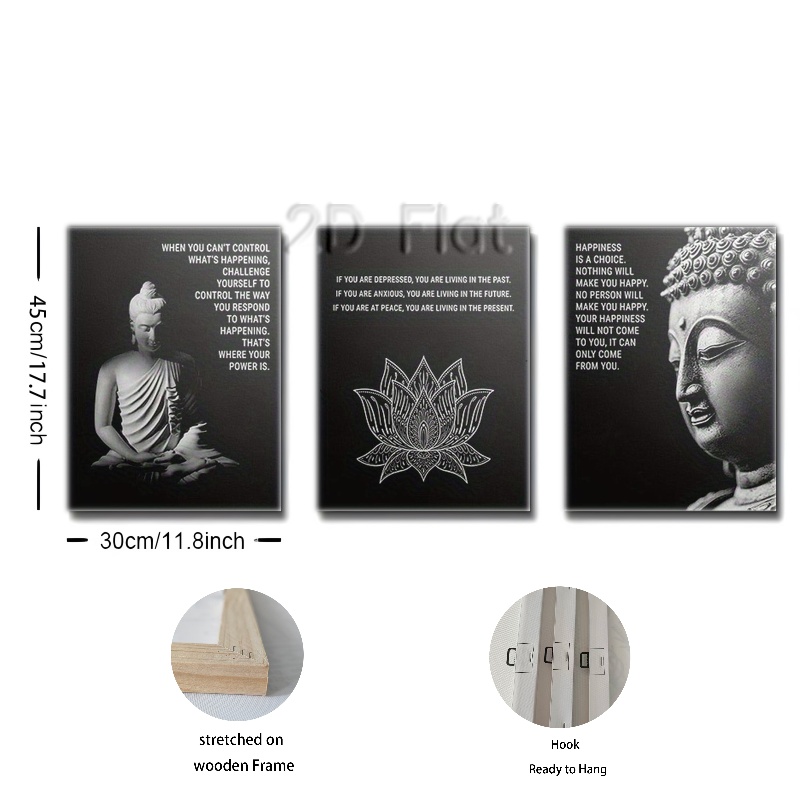 2D Flat
WHEN YOU CAN'T CONTROL
WHAT'S HAPPENING,
CHALLENGE
YOURSELF TO
CONTROL THE WAY
YOU RESPOND
TO WHAT'S
HAPPENING.
THAT'S
WHERE YOUR
POWER IS.
IF YOU ARE DEPRESSED, YOU ARE LIVING IN THE PAST.
IF YOU ARE ANXIOUS, YOU ARE LIVING IN THE FUTURE.
IF YOU ARE AT PEACE, YOU ARE LIVING IN THE PRESENT.
HAPPINESS
IS A CHOICE.
NOTHING WILL
MAKE YOU HAPPY.
NO PERSON WILL
MAKE YOU HAPPY.
YOUR HAPPINESS
WILL NOT COME
TO YOU, IT CAN
ONLY COME
FROM YOU.
45cm/17.7inch
30cm/11.8inch
stretched on
wooden Frame
Hook
Ready to Hang